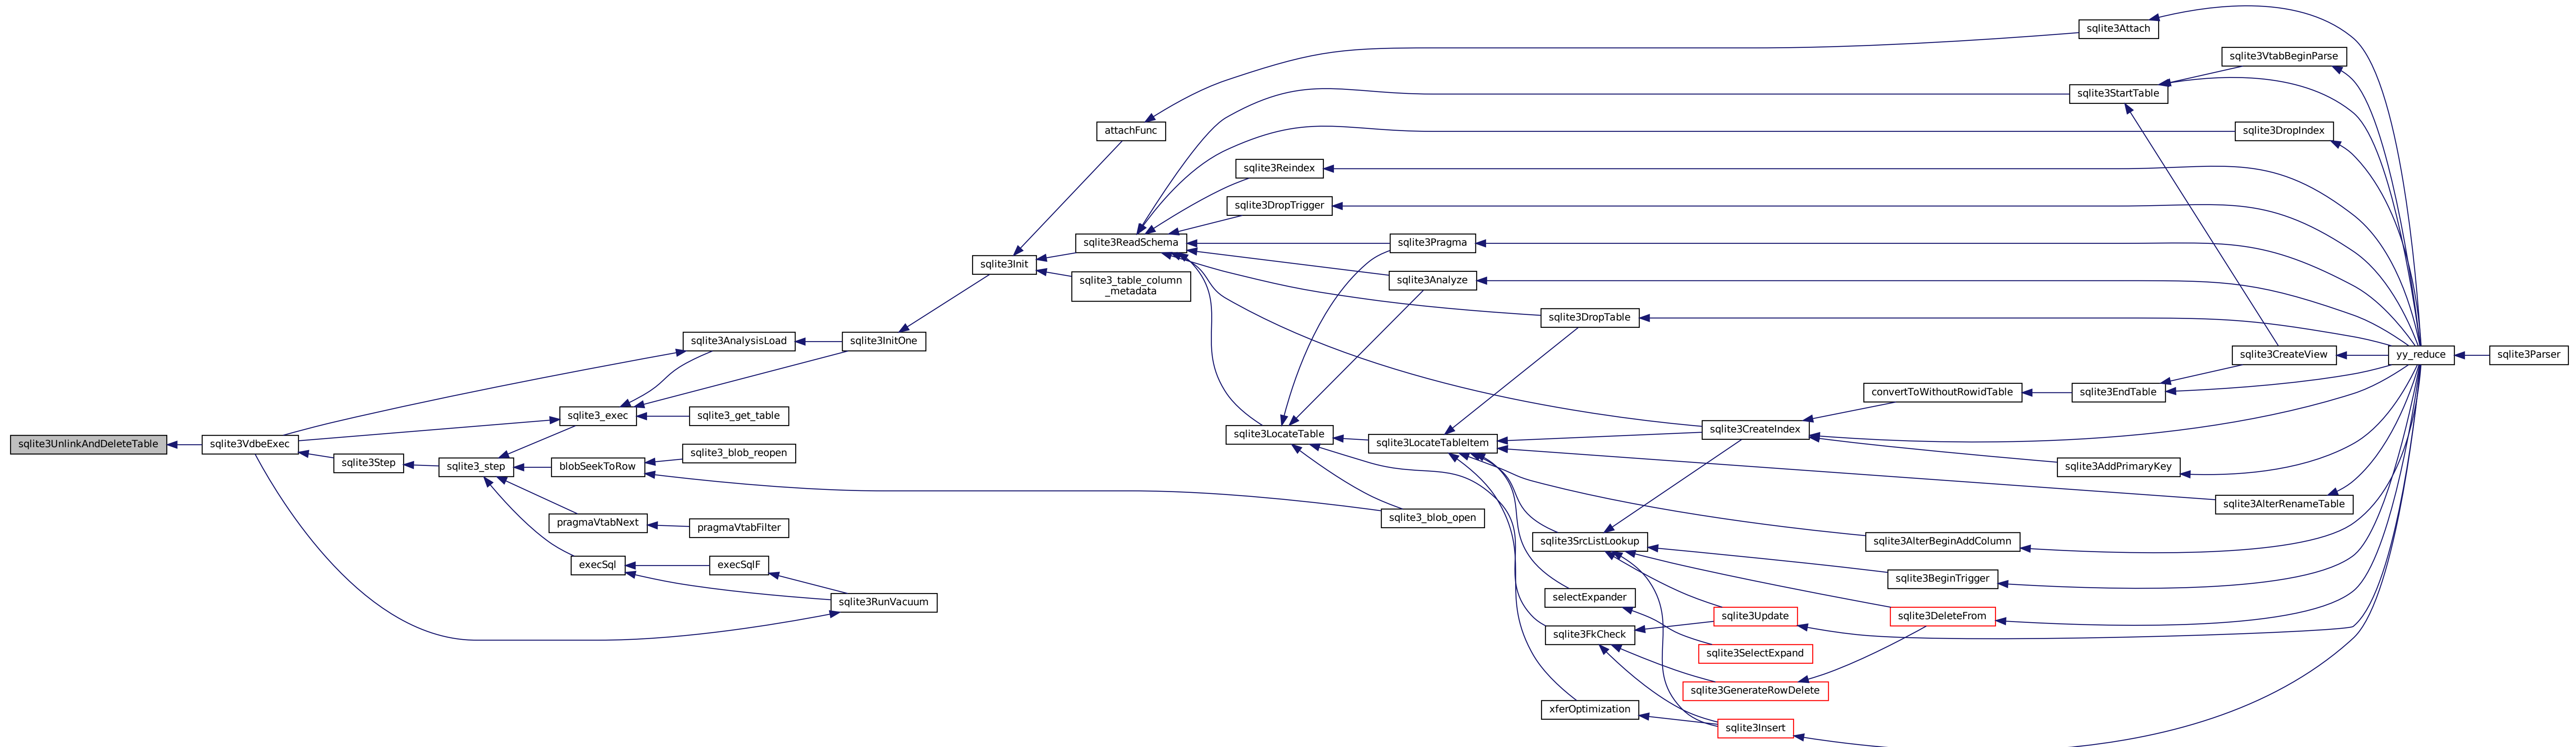 sqlite3UnlinkAndDeleteTable
sqlite3VdbeExec
sqlite3Step
sqlite3_step
sqlite3AnalysisLoad
sqlite3_exec
sqlite3_get_table
blobSeekToRow
sqlite3_blob_reopen
pragmaVtabNext
pragmaVtabFilter
execSql
execSqlF
sqlite3RunVacuum
sqlite3InitOne
sqlite3Init
attachFunc
sqlite3ReadSchema
sqlite3_table_column
_metadata
sqlite3Reindex
sqlite3DropTrigger
sqlite3LocateTable
sqlite3Pragma
sqlite3Analyze
sqlite3LocateTableItem
sqlite3_blob_open
sqlite3DropTable
sqlite3SrcListLookup
selectExpander
sqlite3FkCheck
xferOptimization
sqlite3CreateIndex
sqlite3Update
sqlite3SelectExpand
sqlite3GenerateRowDelete
sqlite3Insert
convertToWithoutRowidTable
sqlite3AlterBeginAddColumn
sqlite3BeginTrigger
sqlite3DeleteFrom
sqlite3Attach
sqlite3StartTable
sqlite3EndTable
sqlite3AddPrimaryKey
sqlite3VtabBeginParse
sqlite3DropIndex
sqlite3CreateView
sqlite3AlterRenameTable
yy_reduce
sqlite3Parser